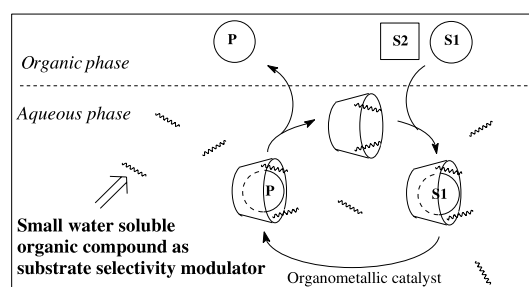 P
S2 S1
Organic phase
Aqueous phase
P
S1
Small water soluble
organic compound as
substrate selectivity modulator
Organometallic catalyst